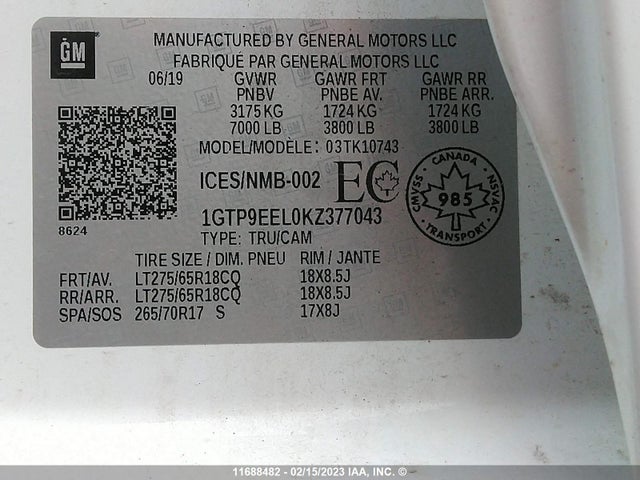 GM
MANUFACTURED BY GENERAL MOTORS LLC
FABRIQUÉ PAR GENERAL MOTORS LLC
06/19 GVWR GAWR FRT GAWR RR
PNBV PNBE AV. PNBE ARR.
3175 KG 1724 KG 1724 KG
7000 LB 3800 LB 3800 LB
MODEL/MODÈLE: 03TK10743
ICES/NMB-002 EC
CANADA
CMVSS 985 NSVAC
TRANSPORT
8624
1GTP9EEL0KZ377043
TYPE: TRU/CAM
TIRE SIZE / DIM. PNEU RIM / JANTE
FRT/AV. LT275/65R18CQ 18X8.5J
RR/ARR. LT275/65R18CQ 18X8.5J
SPA/SOS 265/70R17 S 17X8J
11688482 - 02/15/2023 IAA, INC. ©